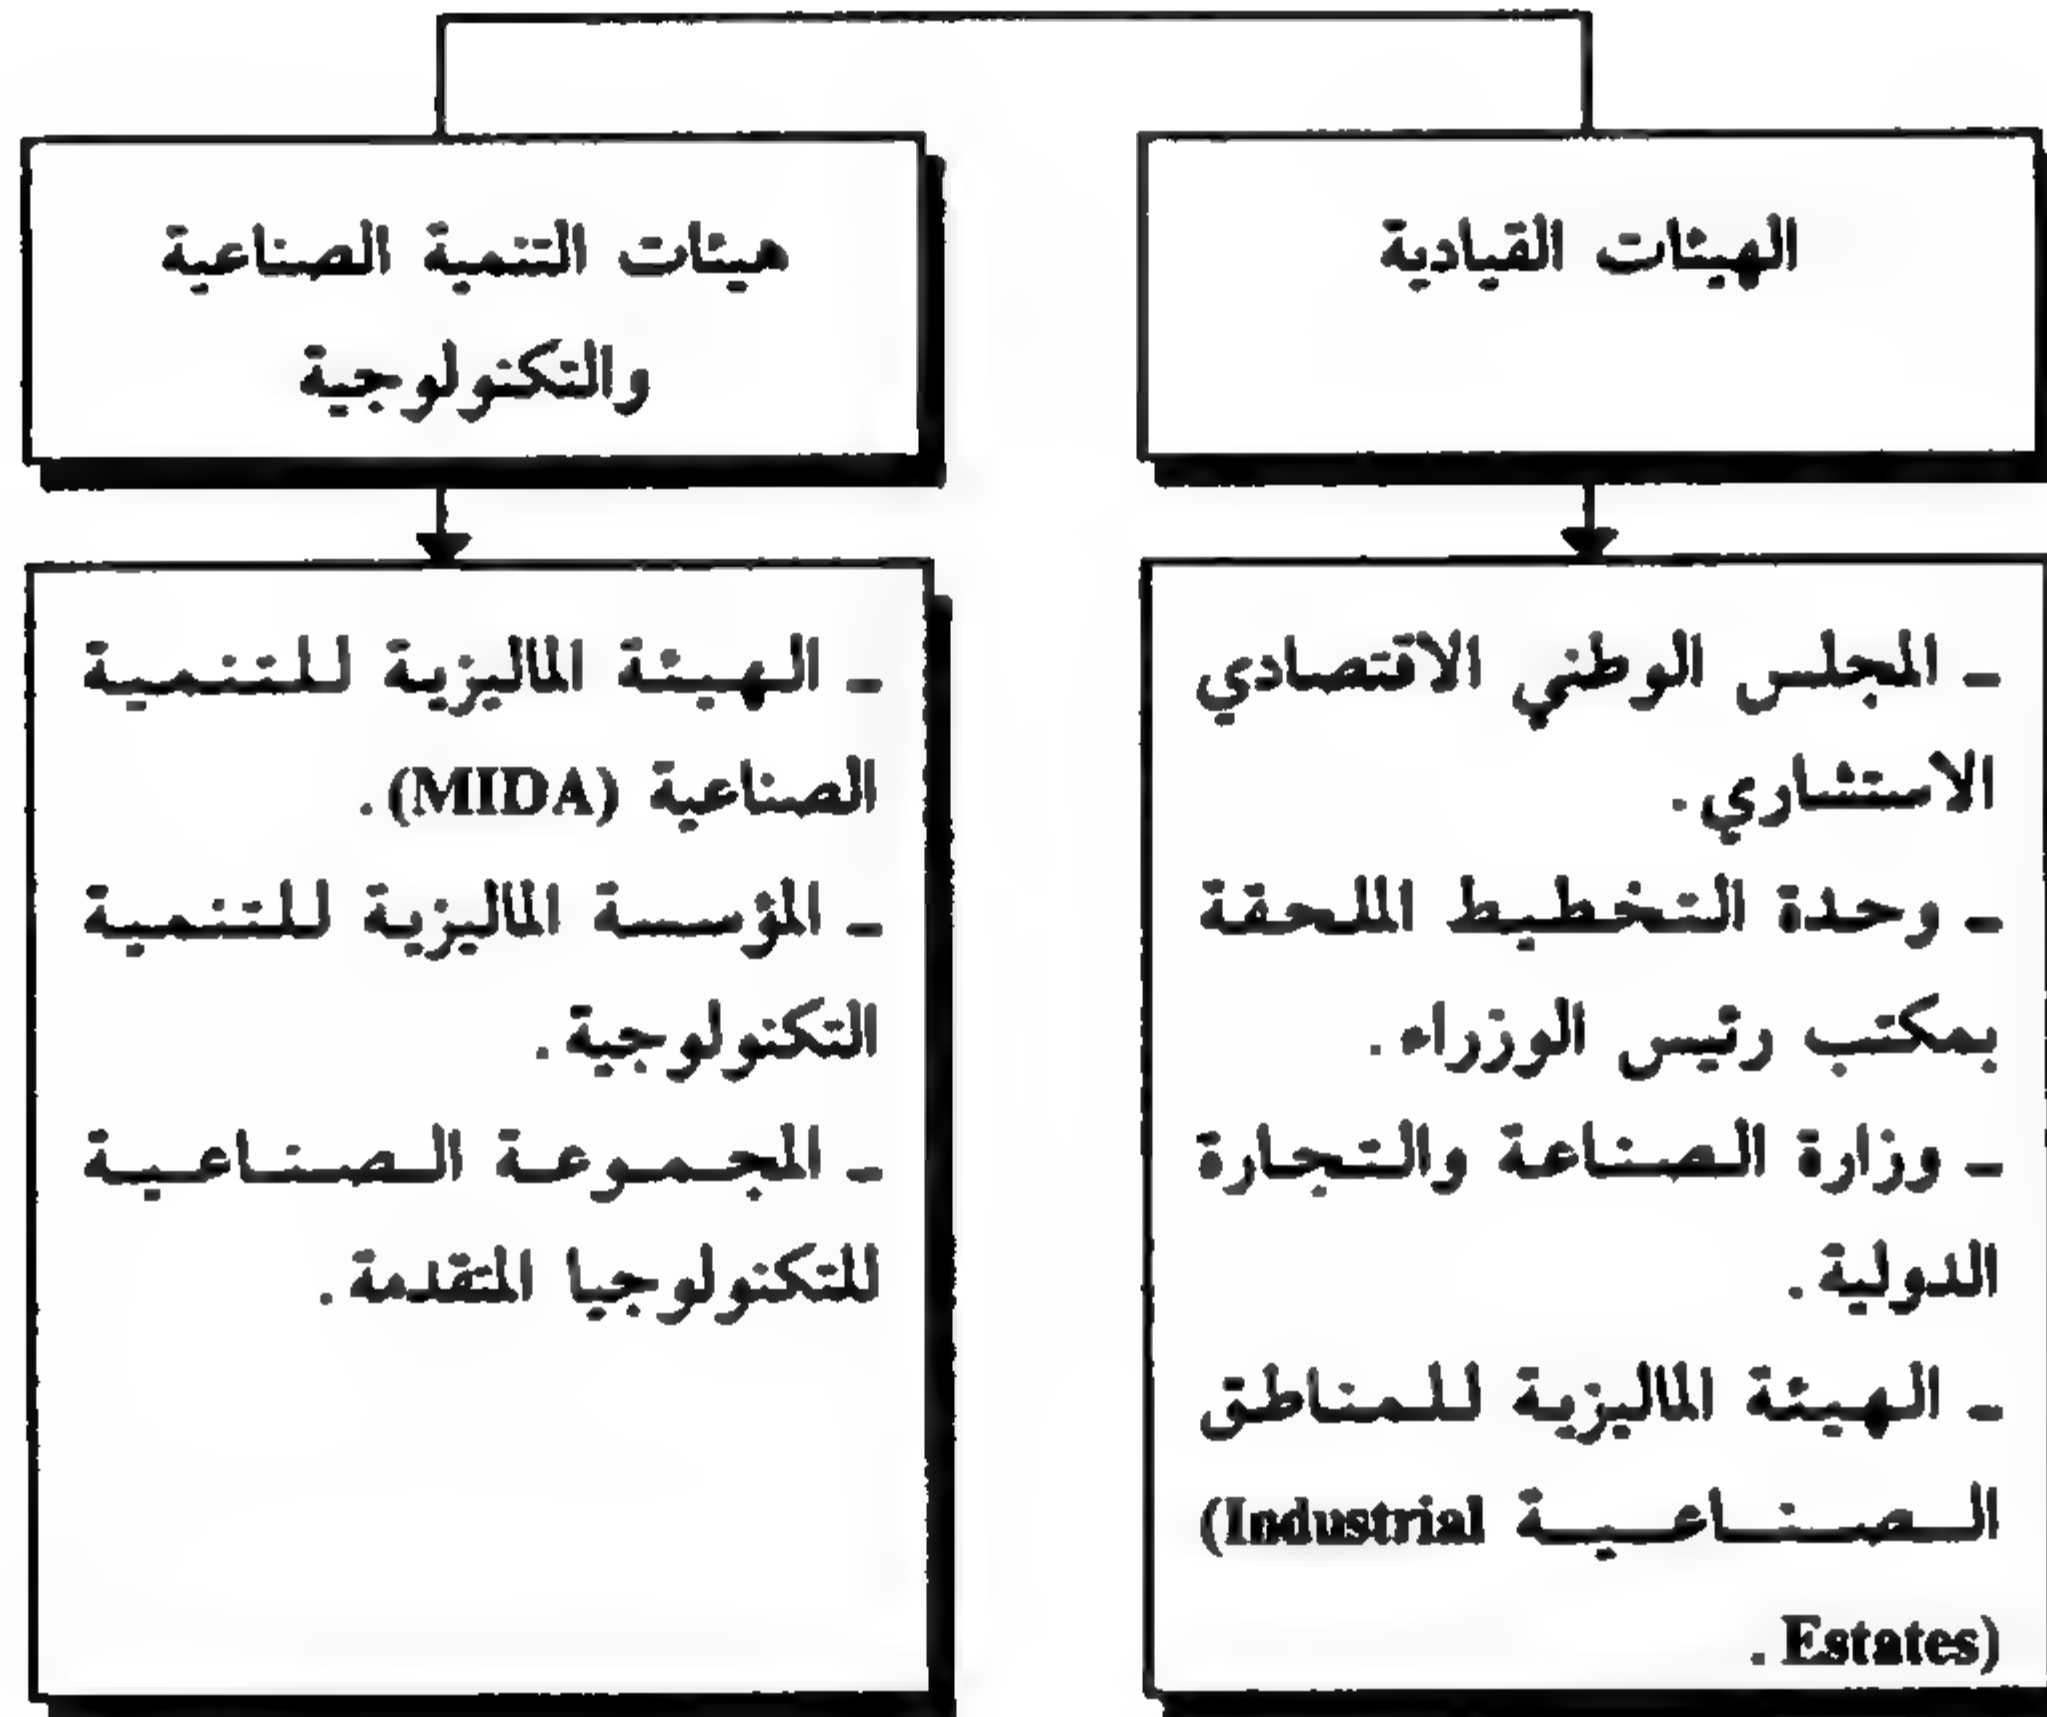 الهيئات القيادية
هيئات التنمية الصناعية
والتكنولوجية
ـ المجلس الوطني الاقتصادي
الاستشاري.
ـ وحدة التخطيط الملحقة
بمكتب رئيس الوزراء.
ـ وزارة الصناعة والتجارة
الدولية.
ـ الهيئة الماليزية للمناطق
الصناعية (Industrial
Estates).
ـ الهيئة الماليزية للتنمية
الصناعية (MIDA).
ـ المؤسسة الماليزية للتنمية
التكنولوجية.
ـ المجموعة الصناعية
للتكنولوجيا المتقدمة.